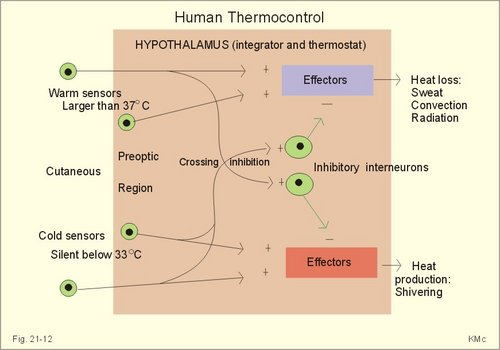 Human Thermocontrol
HYPOTHALAMUS (integrator and thermostat)
Warm sensors
Larger than 37°C
+
+
Effectors
Heat loss:
Sweat
Convection
Radiation
—
Cutaneous
Preoptic
Region
Crossing inhibition
+
+
Inhibitory interneurons
Cold sensors
Silent below 33°C
—
+
+
Effectors
Heat
production:
Shivering
Fig. 21-12
KMc